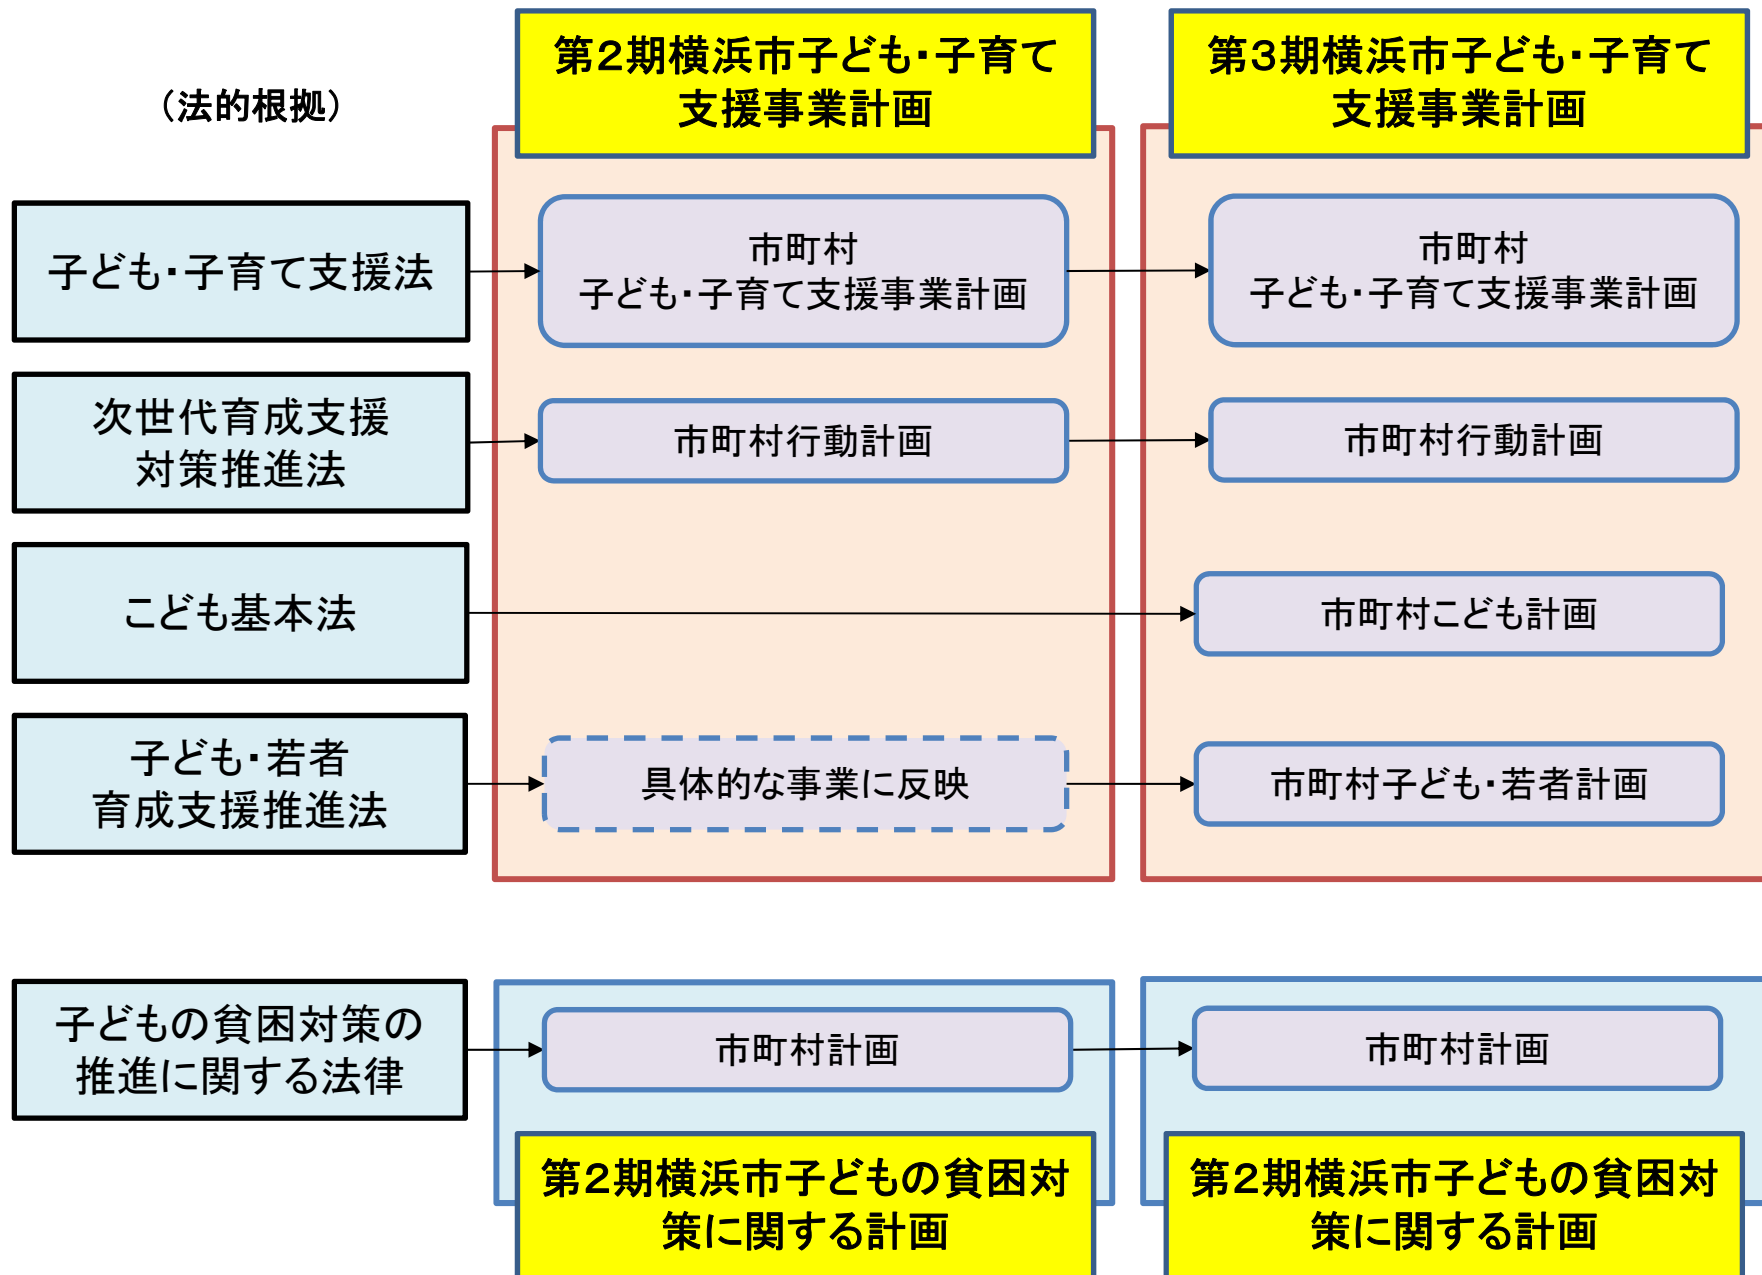 第2期横浜市子ども・子育て
支援事業計画
第3期横浜市子ども・子育て
支援事業計画
（法的根拠）
子ども・子育て支援法
市町村
子ども・子育て支援事業計画
市町村
子ども・子育て支援事業計画
次世代育成支援
対策推進法
市町村行動計画
市町村行動計画
こども基本法
市町村こども計画
子ども・若者
育成支援推進法
具体的な事業に反映
市町村子ども・若者計画
子どもの貧困対策の
推進に関する法律
市町村計画
市町村計画
第2期横浜市子どもの貧困対
策に関する計画
第2期横浜市子どもの貧困対
策に関する計画